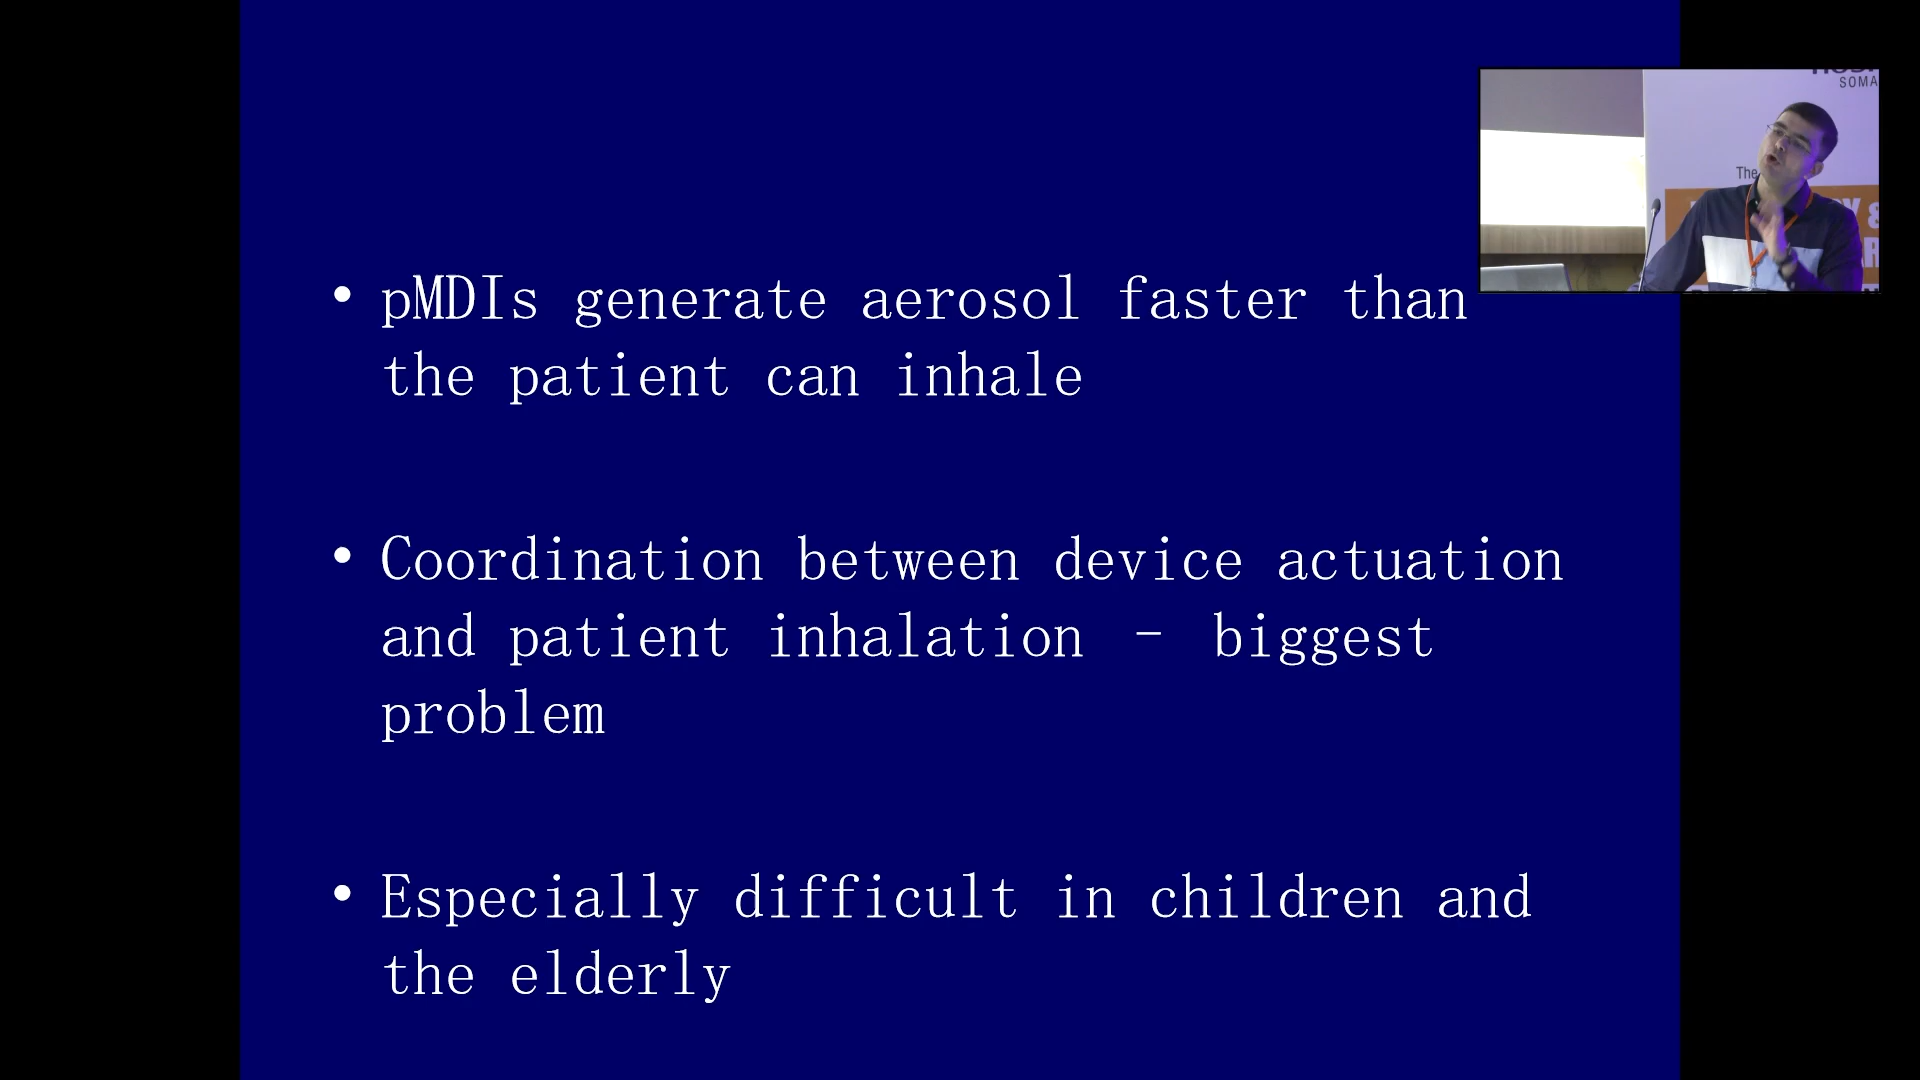 • pMDIs generate aerosol faster than
the patient can inhale
• Coordination between device actuation
and patient inhalation – biggest
problem
• Especially difficult in children and
the elderly
SOMA
The
&